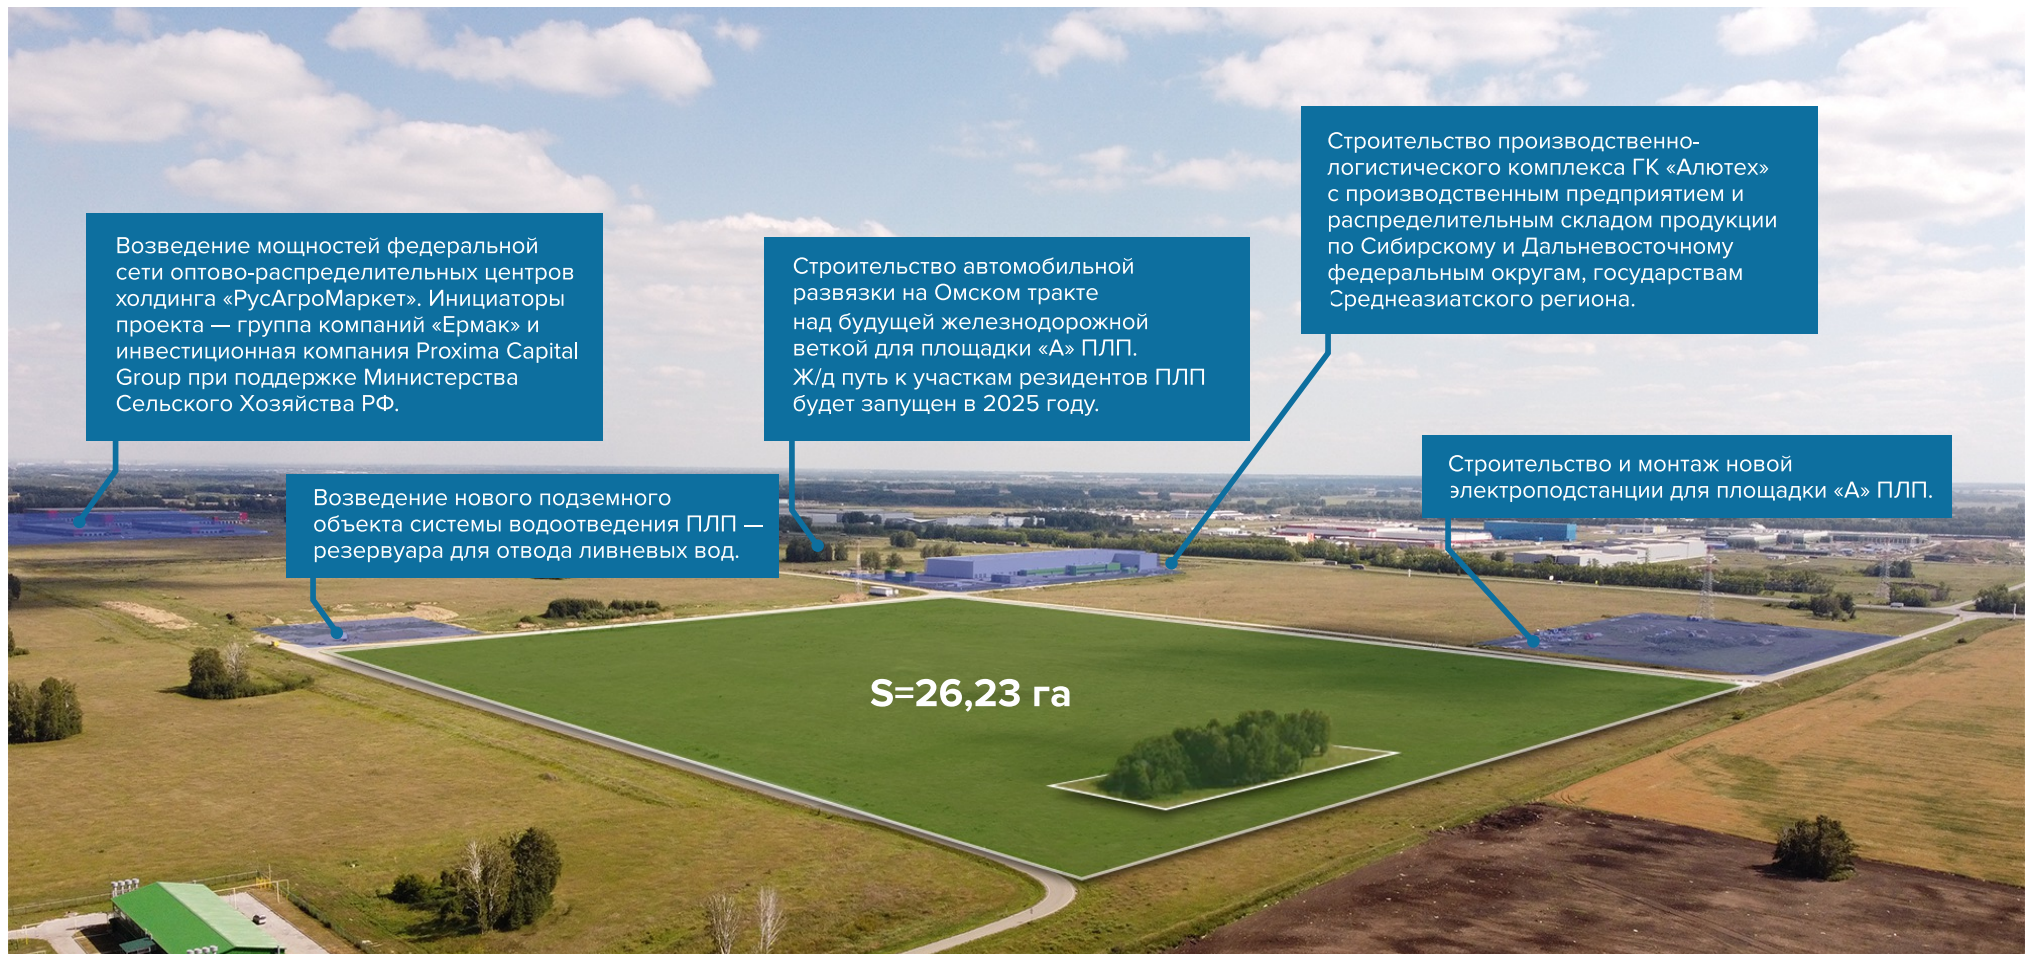 Возведение мощностей федеральной
сети оптово-распределительных центров
холдинга «РусАгроМаркет». Инициаторы
проекта — группа компаний «Ермак» и
инвестиционная компания Proxima Capital
Group при поддержке Министерства
Сельского Хозяйства РФ.
Возведение нового подземного
объекта системы водоотведения ПЛП —
резервуара для отвода ливневых вод.
Строительство автомобильной
развязки на Омском тракте
над будущей железнодорожной
веткой для площадки «А» ПЛП.
Ж/д путь к участкам резидентов ПЛП
будет запущен в 2025 году.
Строительство производственно-
логистического комплекса ГК «Алютех»
с производственным предприятием и
распределительным складом продукции
по Сибирскому и Дальневосточному
федеральным округам, государствам
Среднеазиатского региона.
Строительство и монтаж новой
электроподстанции для площадки «А» ПЛП.
S=26,23 га